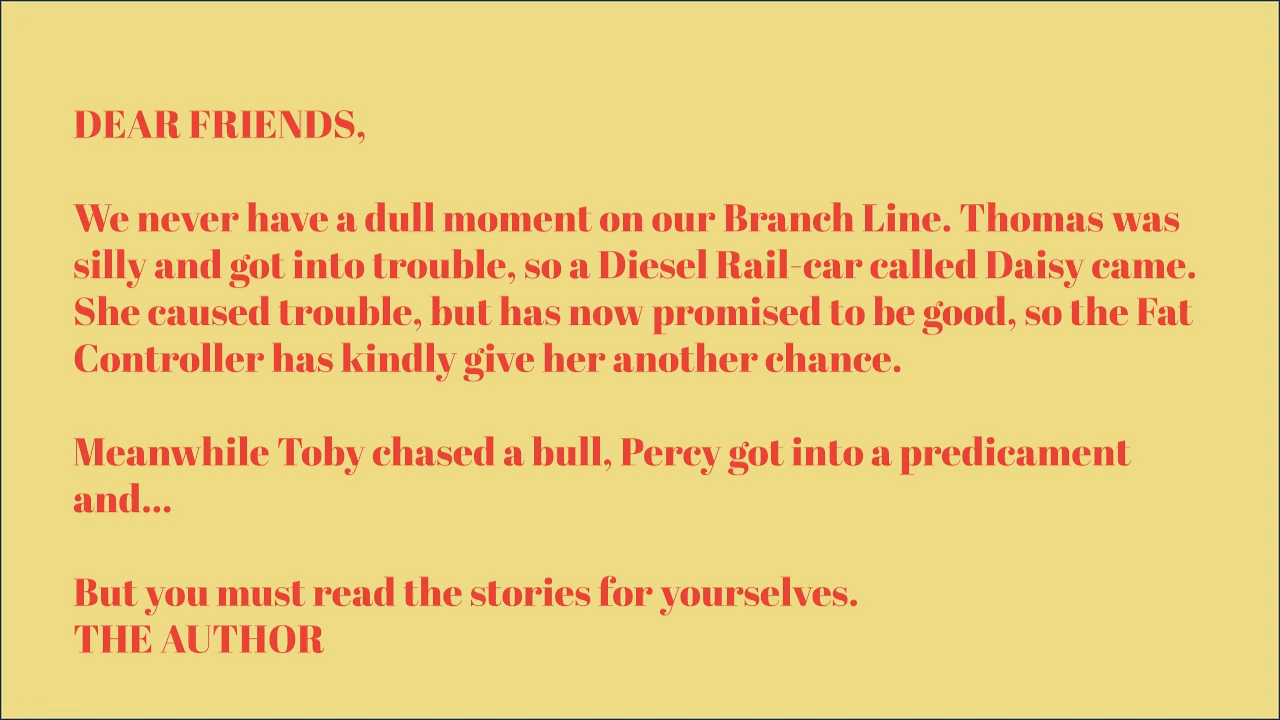 DEAR FRIENDS,
We never have a dull moment on our Branch Line. Thomas was
silly and got into trouble, so a Diesel Rail-car called Daisy came.
She caused trouble, but has now promised to be good, so the Fat
Controller has kindly give her another chance.
Meanwhile Toby chased a bull, Percy got into a predicament
and...
But you must read the stories for yourselves.
THE AUTHOR